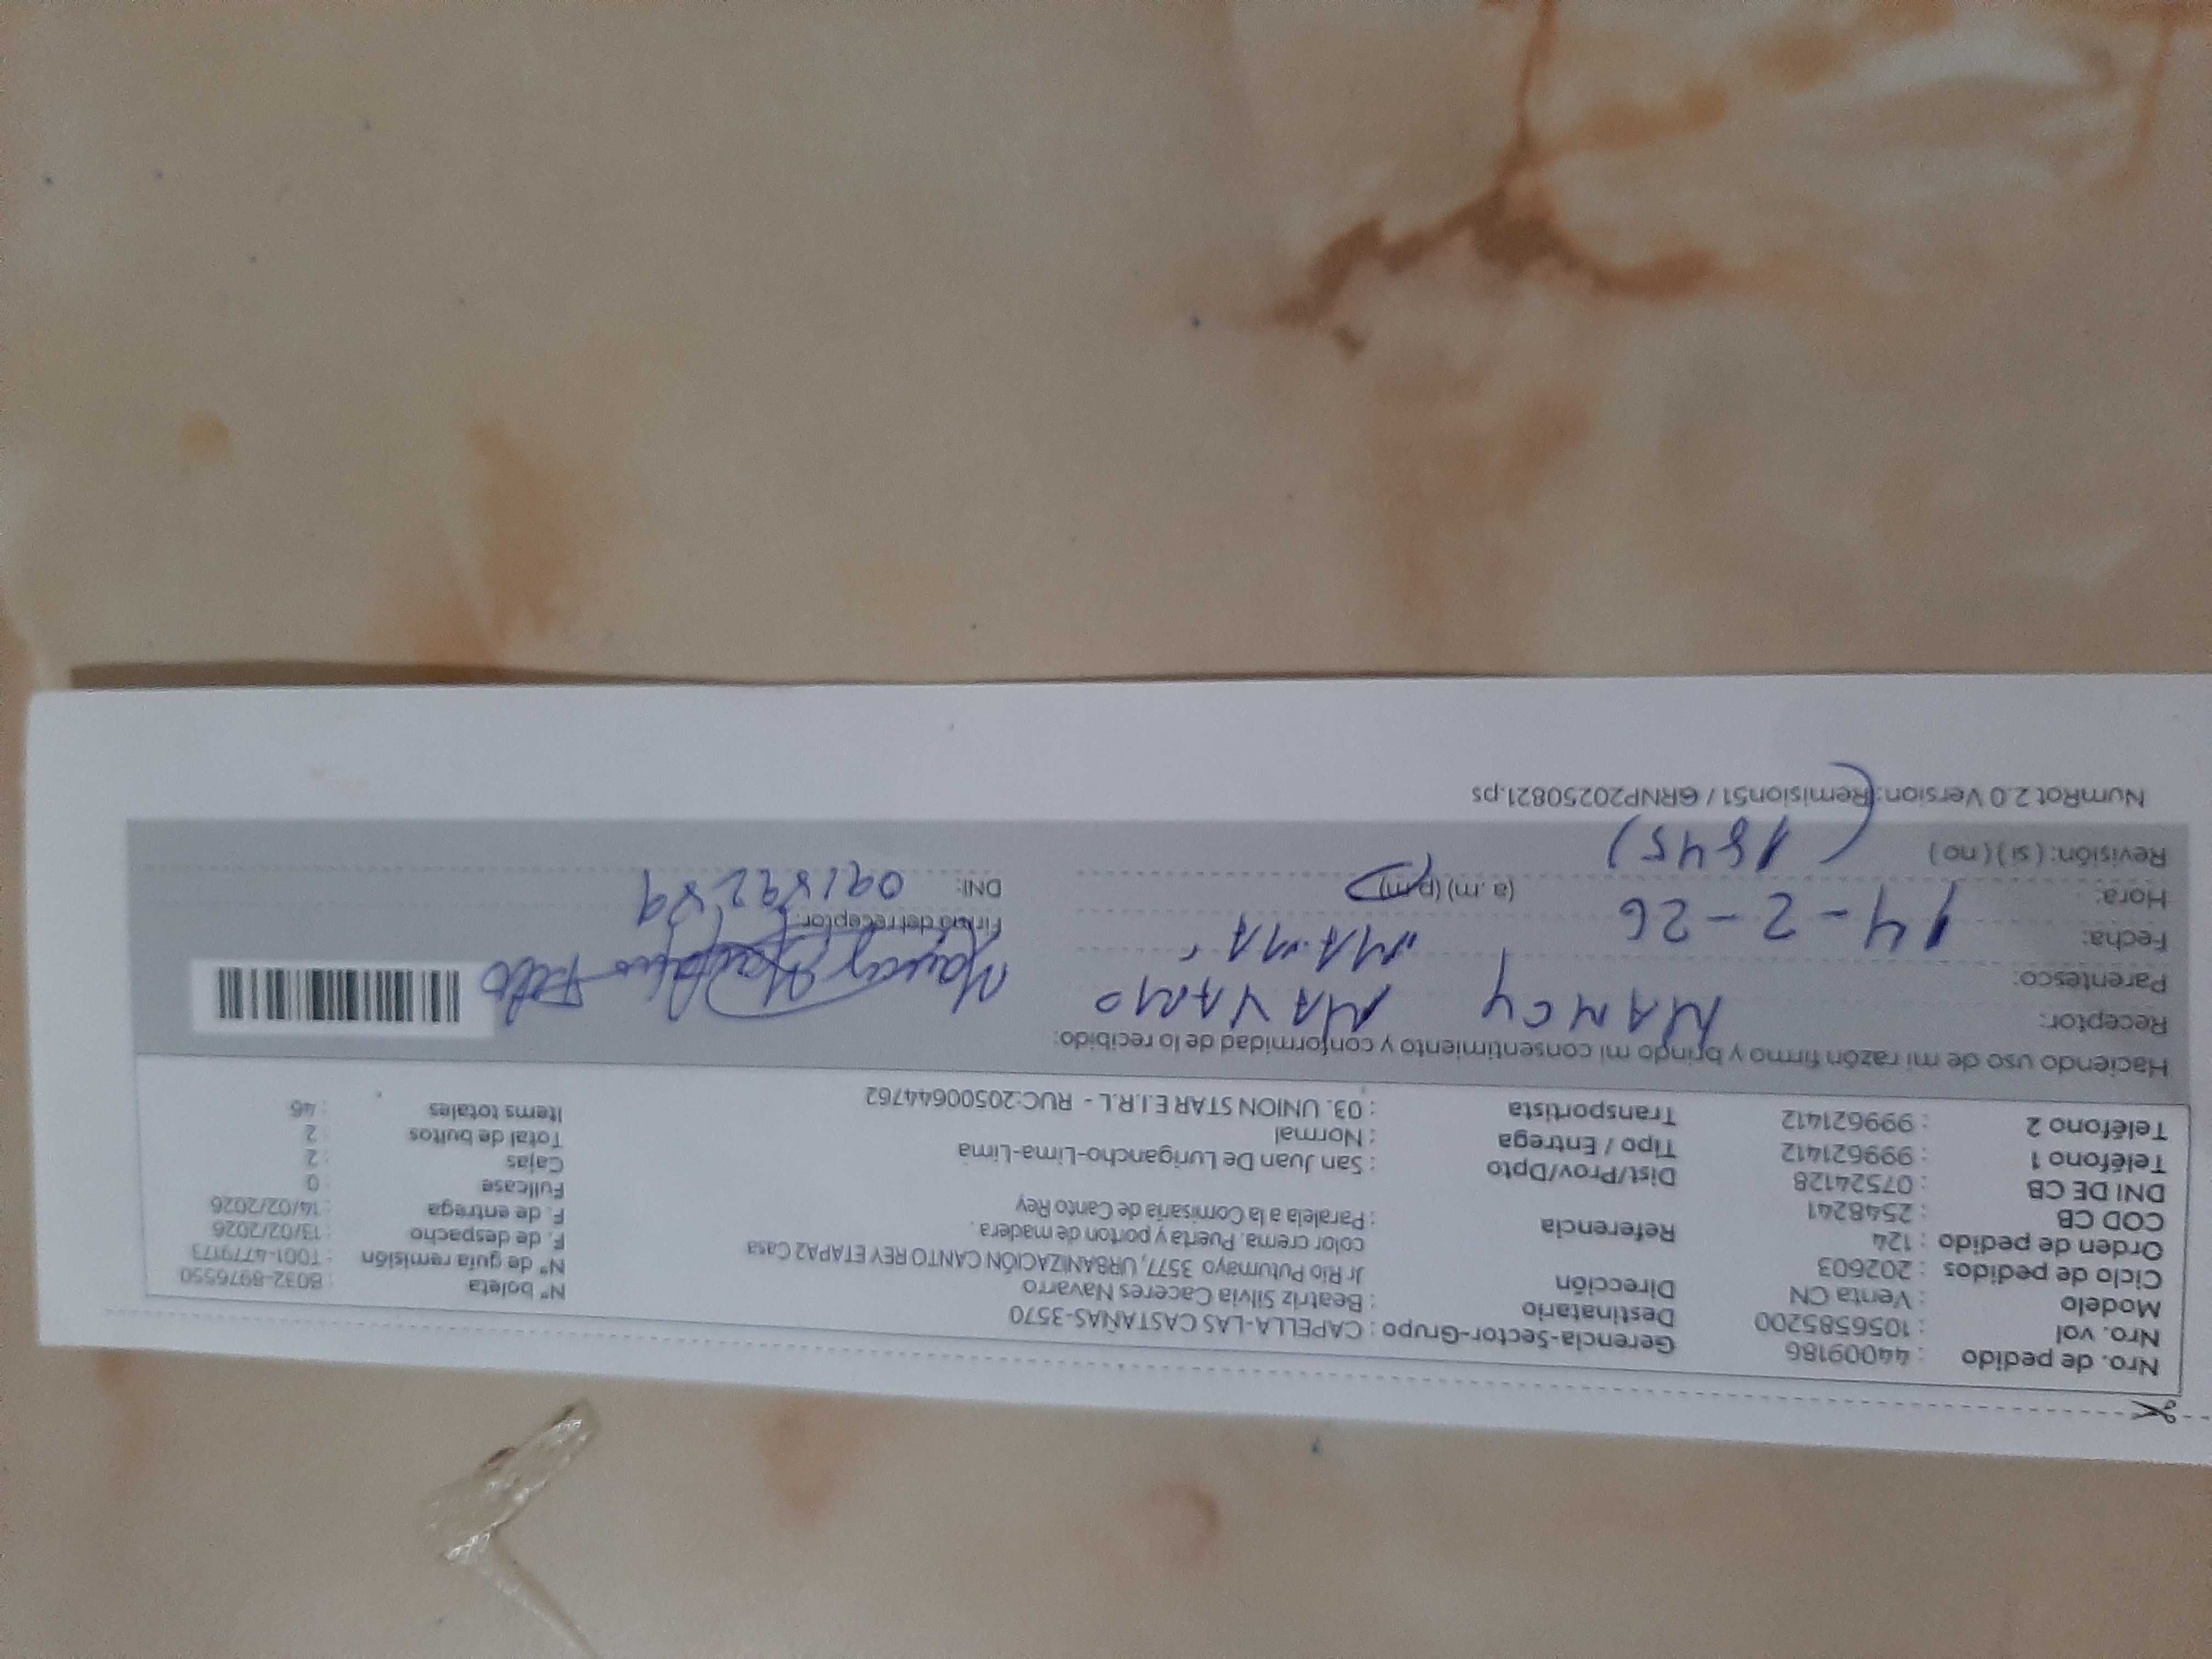 Nro. de pedido : 44009186
Nro. vol : 1056585200
Modelo : Venta CN
Ciclo de pedidos : 202603
Orden de pedido : 124
COD CB : 2548241
DNI DE CB : 07524128
Teléfono 1 : 999621412
Teléfono 2 : 999621412
Gerencia-Sector-Grupo : CAPELLA-LAS CASTAÑAS-3570
Destinatario : Beatriz Silvia Caceres Navarro
Dirección Jr Rio Putumayo 3577, URBANIZACIÓN CANTO REY ETAPA2 Casa
color crema. Puerta y porton de madera.
Referencia : Paralela a la Comisaria de Canto Rey
Dist/Prov/Dpto : San Juan De Lurigancho-Lima-Lima
Tipo / Entrega : Normal
Transportista : 03. UNION STAR E.I.R.L - RUC:20500644762
N° boleta : B032-8976550
N° de guía remisión : T001-4779173
F. de despacho : 13/02/2026
F. de entrega : 14/02/2026
Fullcase : 0
Cajas : 2
Total de bultos : 2
Items totales : 46
Haciendo uso de mi razón firmo y brindo mi consentimiento y conformidad de lo recibido:
Receptor: NANCY NAVARRO
Parentesco: MAMA
Fecha: 14-2-26
Hora: (1845) (a.m) (p.m)
Revisión: ( si ) ( no )
Firma del receptor:
DNI: 09189289
NumRot 2.0 Version: Remision51 / GRNP20250821.ps